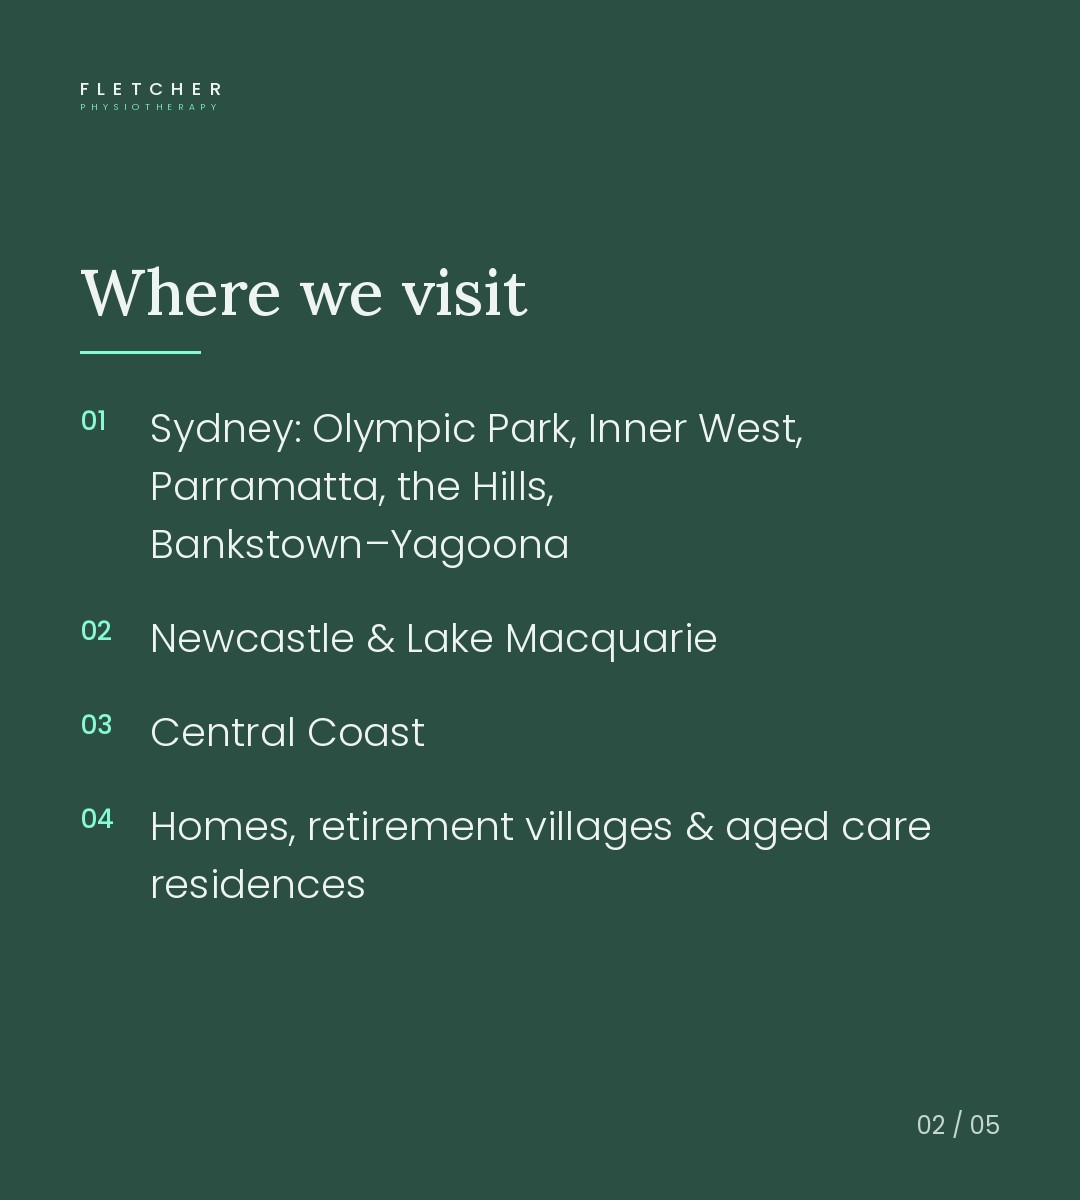 FLETCHER
PHYSIOTHERAPY
Where we visit
01 Sydney: Olympic Park, Inner West,
Parramatta, the Hills,
Bankstown–Yagoona
02 Newcastle & Lake Macquarie
03 Central Coast
04 Homes, retirement villages & aged care
residences
02 / 05